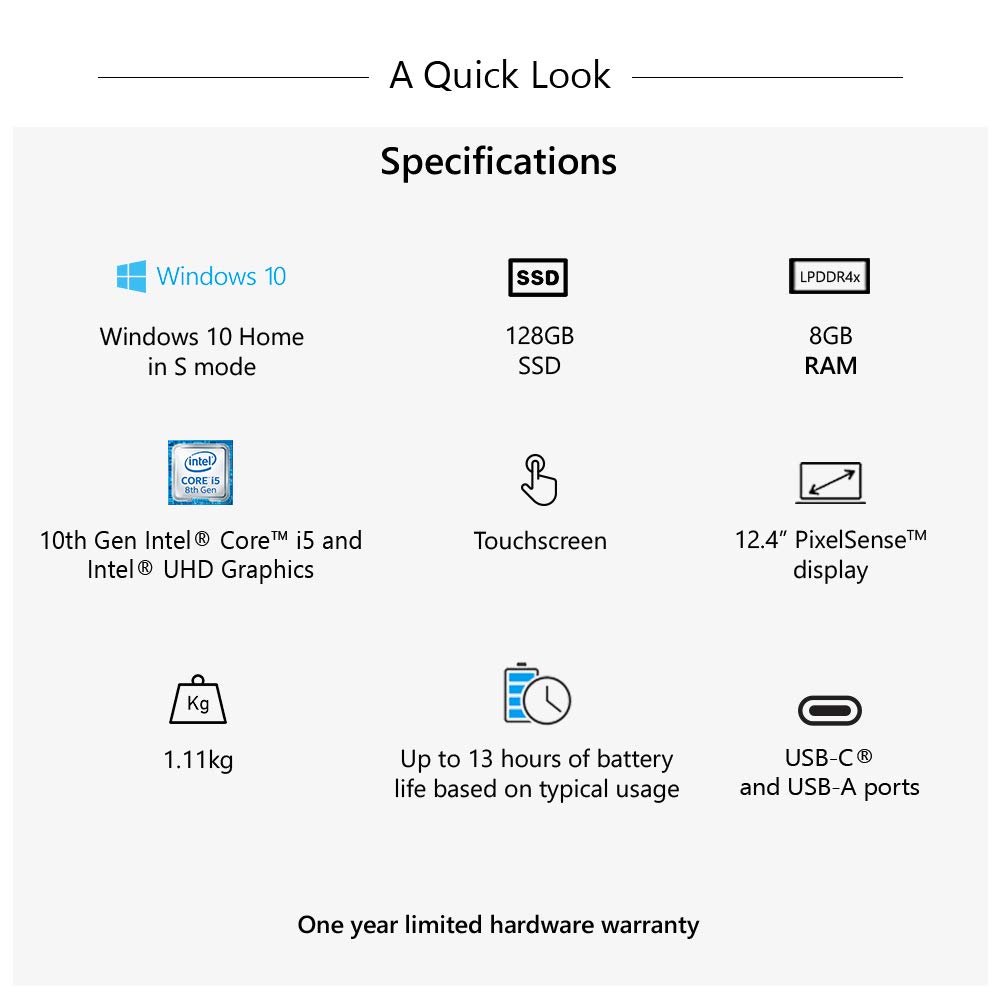 A Quick Look
Specifications
Windows 10
SSD
LPDDR4x
Windows 10 Home
in S mode
128GB
SSD
8GB
RAM
intel®
CORE i5
8th Gen
10th Gen Intel® Core™ i5 and
Intel® UHD Graphics
Touchscreen
12.4” PixelSense™
display
Kg
1.11kg
Up to 13 hours of battery
life based on typical usage
USB-C®
and USB-A ports
One year limited hardware warranty